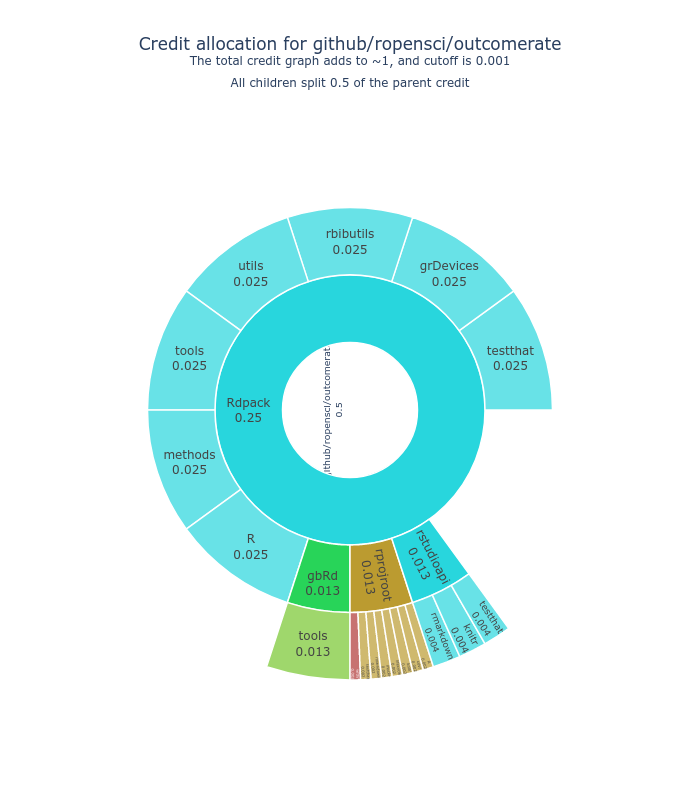 Credit allocation for github/ropensci/outcomerate
The total credit graph adds to ~1, and cutoff is 0.001
All children split 0.5 of the parent credit
rbibutils
0.025
utils
0.025
grDevices
0.025
tools
0.025
testthat
0.025
github/ropensci/outcomerat
0.5
Rdpack
0.25
methods
0.025
R
0.025
gbRd
0.013
rprojroot
0.013
rstudioapi
0.013
tools
0.013
rmarkdown
0.004
knitr
0.004
testthat
0.004